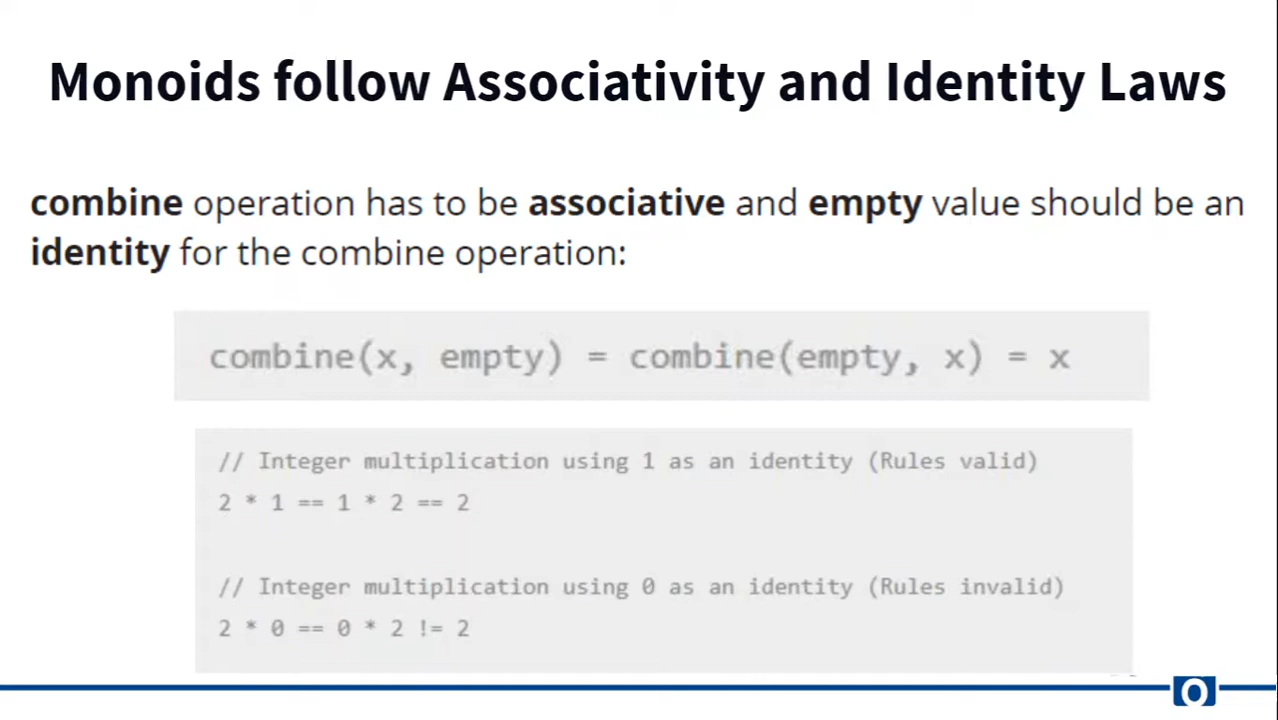 Monoids follow Associativity and Identity Laws
combine operation has to be associative and empty value should be an
identity for the combine operation:
combine(x, empty) = combine(empty, x) = x
// Integer multiplication using 1 as an identity (Rules valid)
2 * 1 == 1 * 2 == 2
// Integer multiplication using 0 as an identity (Rules invalid)
2 * 0 == 0 * 2 != 2
O